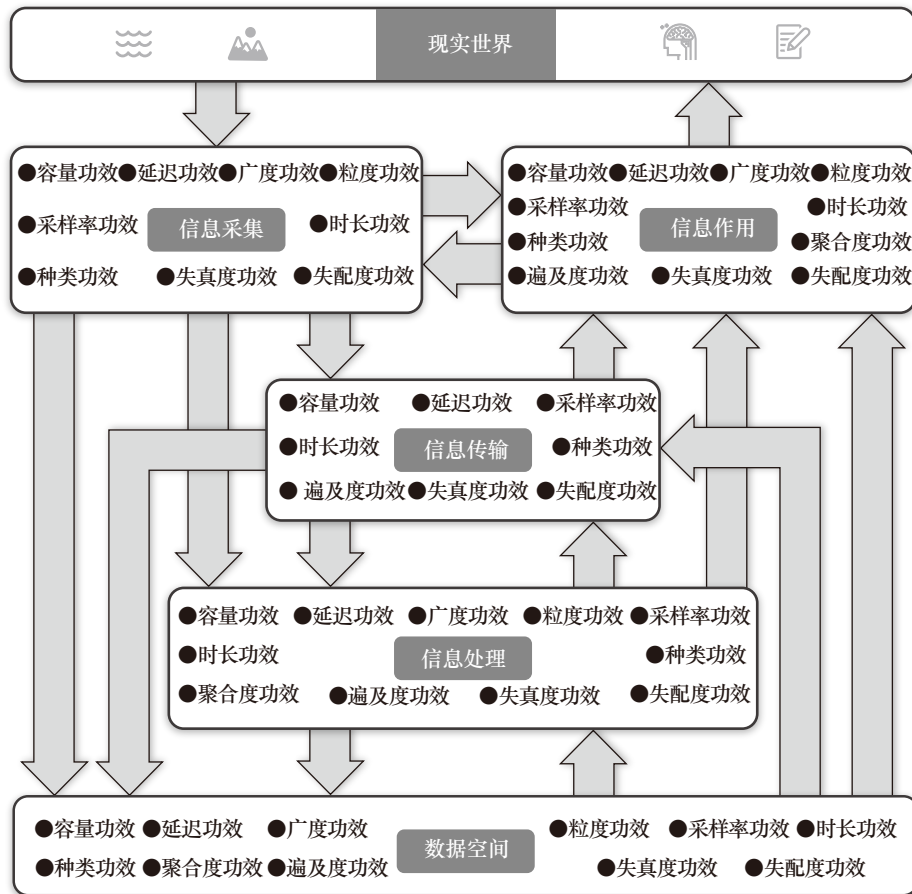 现实世界
●容量功效●延迟功效●广度功效●粒度功效
●采样率功效 信息采集 ●时长功效
●种类功效 ●失真度功效 ●失配度功效
●容量功效 ●延迟功效 ●广度功效 ●粒度功效
●采样率功效 ●时长功效
信息作用
●种类功效 ●聚合度功效
●遍及度功效 ●失真度功效 ●失配度功效
●容量功效 ●延迟功效 ●采样率功效
●时长功效 信息传输 ●种类功效
● 遍及度功效●失真度功效 ●失配度功效
●容量功效 ●延迟功效 ●广度功效 ●粒度功效 ●采样率功效
●时长功效 信息处理 ●种类功效
●聚合度功效 ●遍及度功效 ●失真度功效 ●失配度功效
●容量功效 ●延迟功效 ●广度功效 ●粒度功效 ●采样率功效 ●时长功效
数据空间
●种类功效 ●聚合度功效 ●遍及度功效 ●失真度功效 ●失配度功效